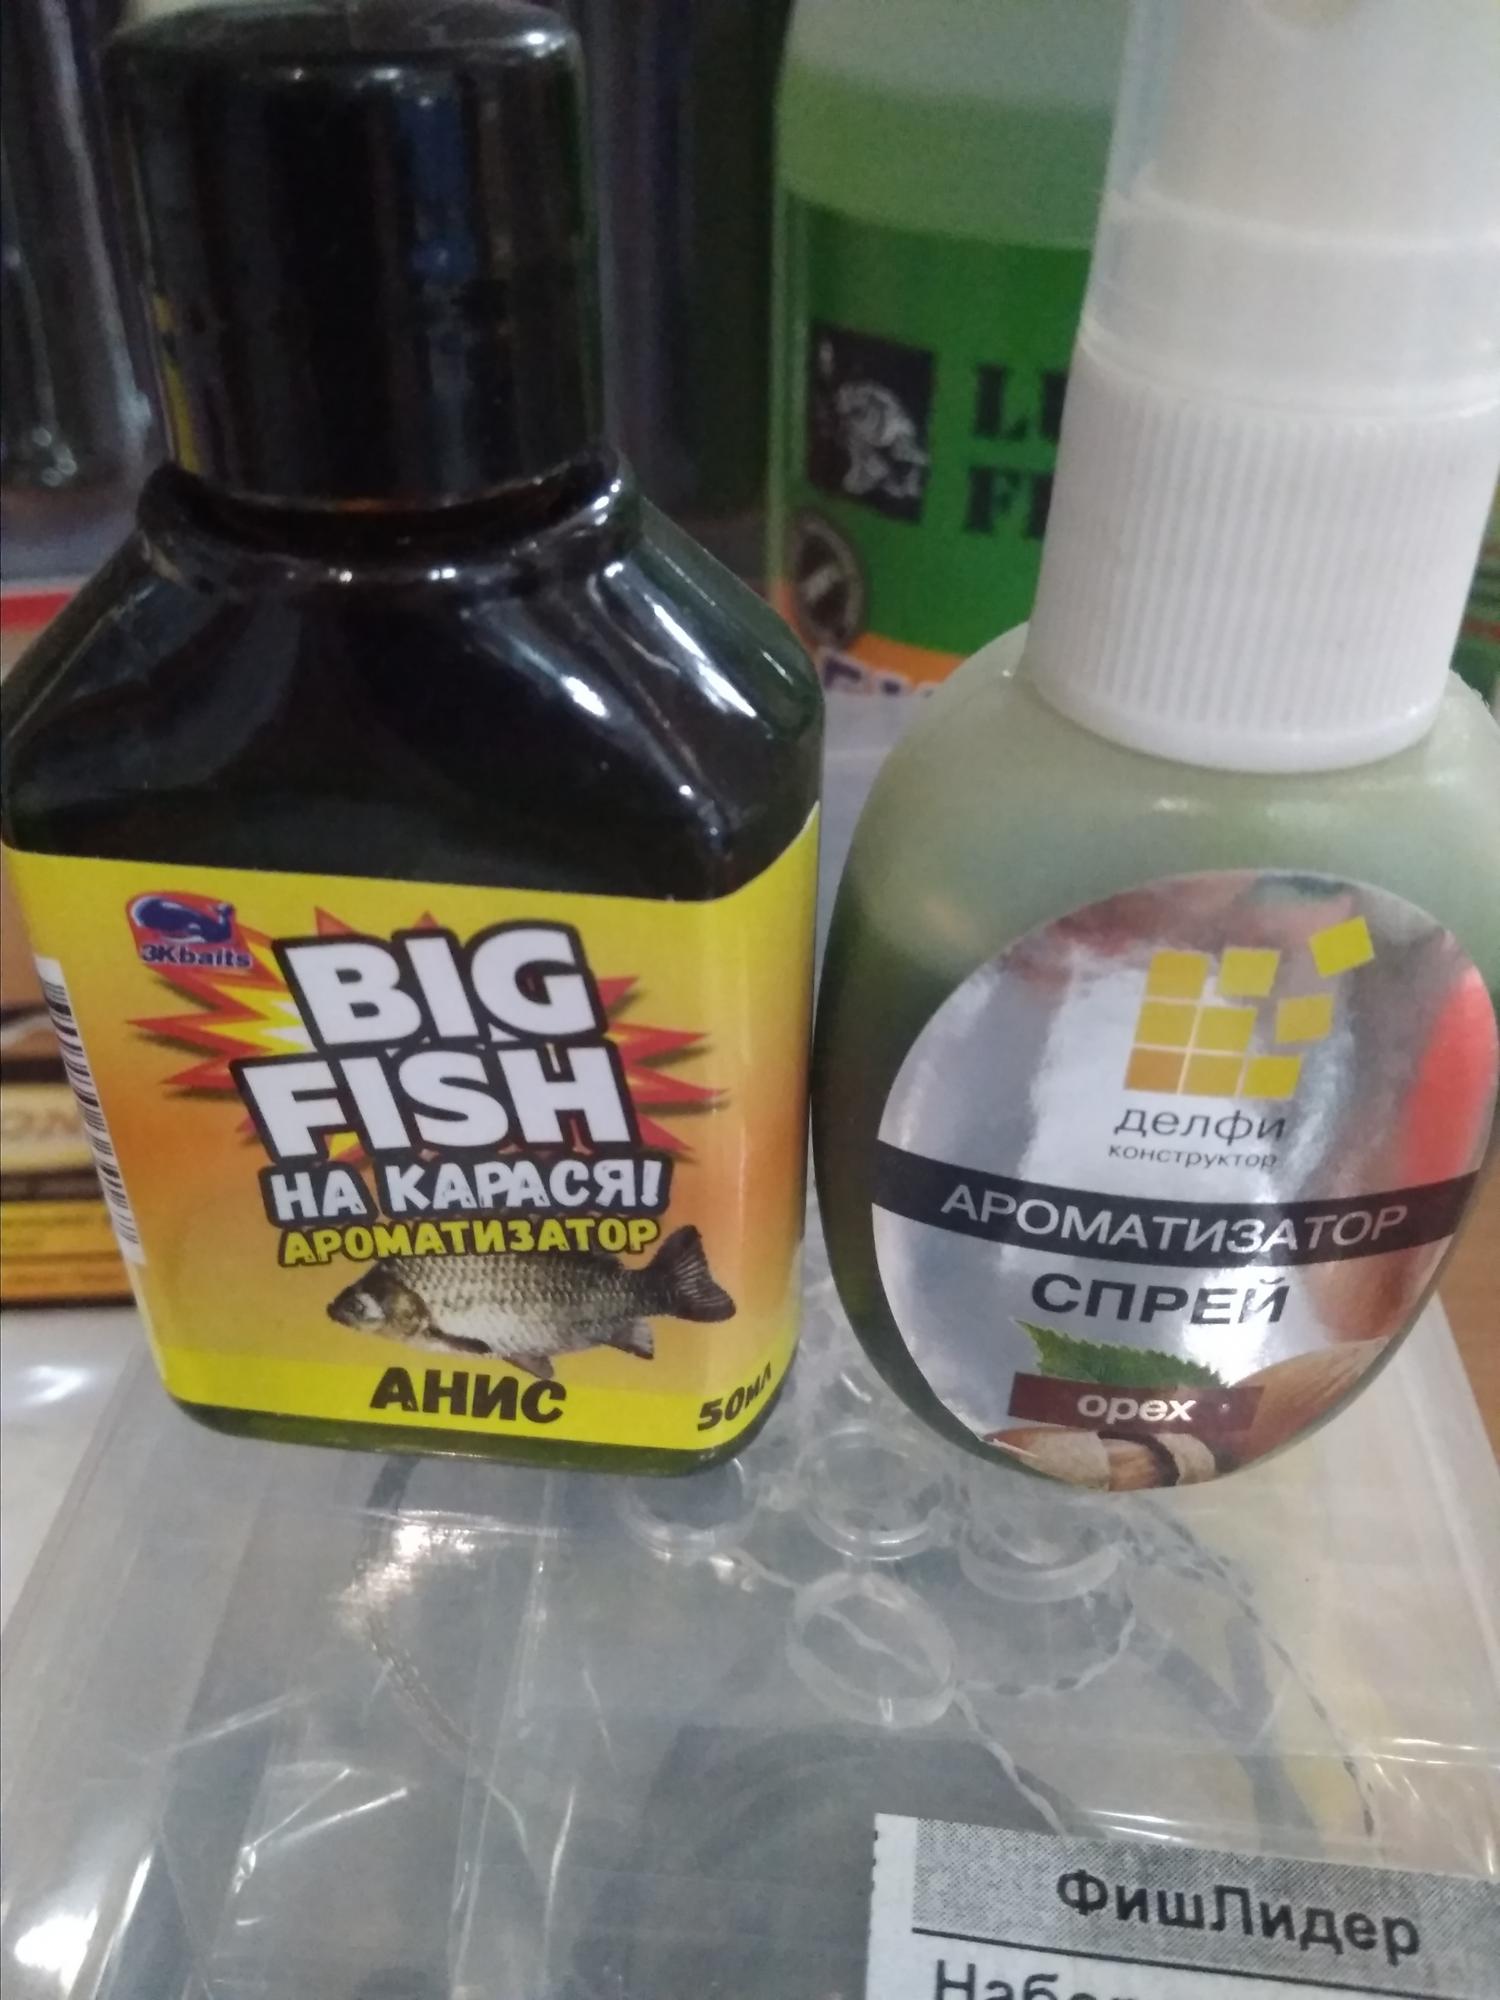 3Kbaits
BIG
FISH
НА КАРАСЯ!
АРОМАТИЗАТОР
АНИС
50мл
делфи
конструктор
АРОМАТИЗАТОР
СПРЕЙ
орех
ФишЛидер